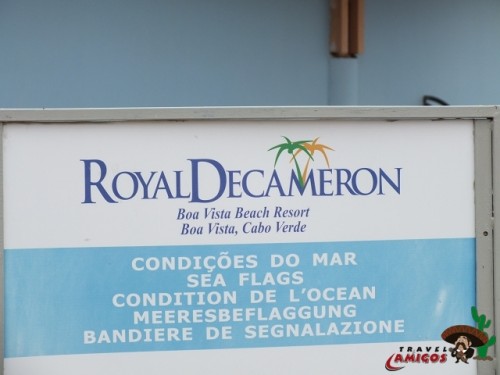 ROYALDECAMERON
Boa Vista Beach Resort
Boa Vista, Cabo Verde
CONDIÇÕES DO MAR
SEA FLAGS
CONDITION DE L'OCEAN
MEERESBEFLAGGUNG
BANDIERE DE SEGNALAZIONE
TRAVEL
AMIGOS